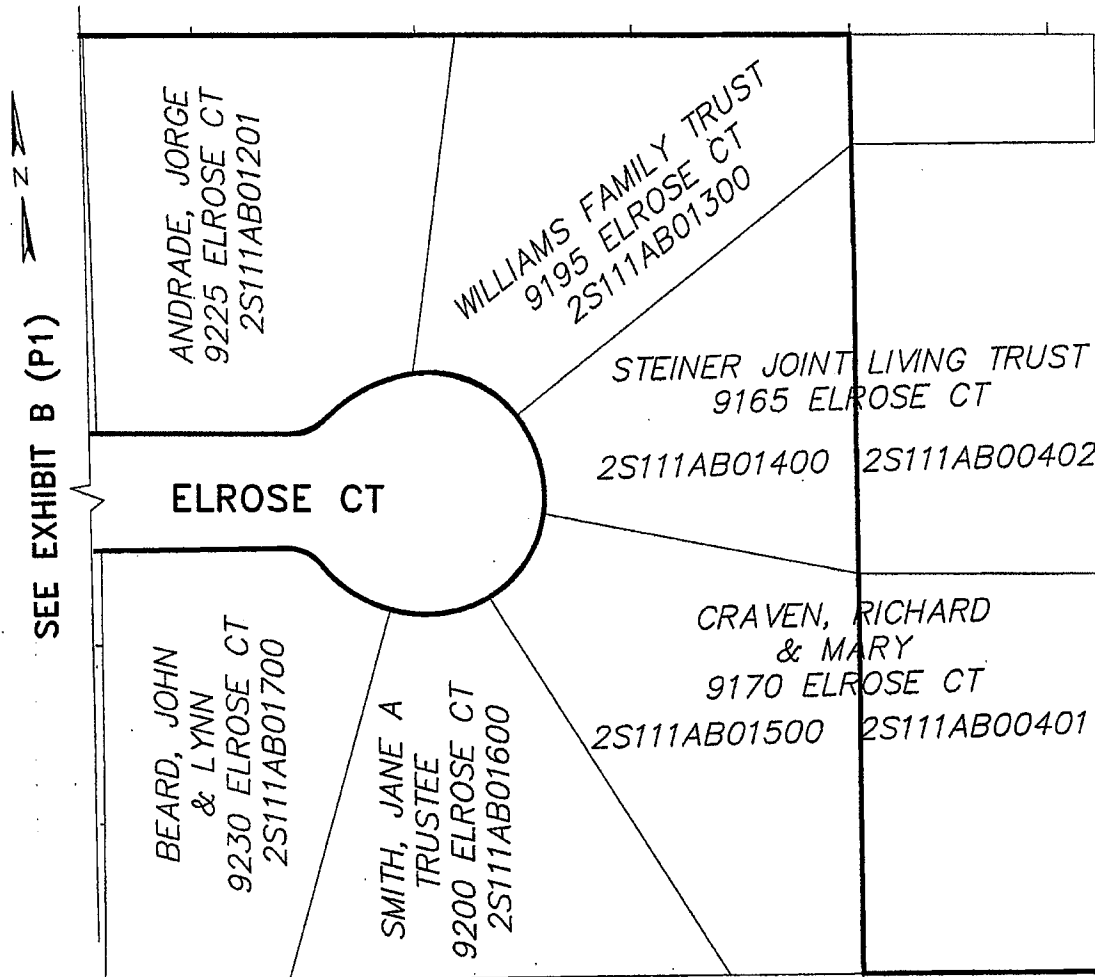 N
SEE EXHIBIT B (P1)
ANDRADE, JORGE
9225 ELROSE CT
2S111AB01201
WILLIAMS FAMILY TRUST
9195 ELROSE CT
2S111AB01300
STEINER JOINT LIVING TRUST
9165 ELROSE CT
2S111AB01400 2S111AB00402
ELROSE CT
CRAVEN, RICHARD
& MARY
9170 ELROSE CT
2S111AB01500 2S111AB00401
BEARD, JOHN
& LYNN
9230 ELROSE CT
2S111AB01700
SMITH, JANE A
TRUSTEE
9200 ELROSE CT
2S111AB01600